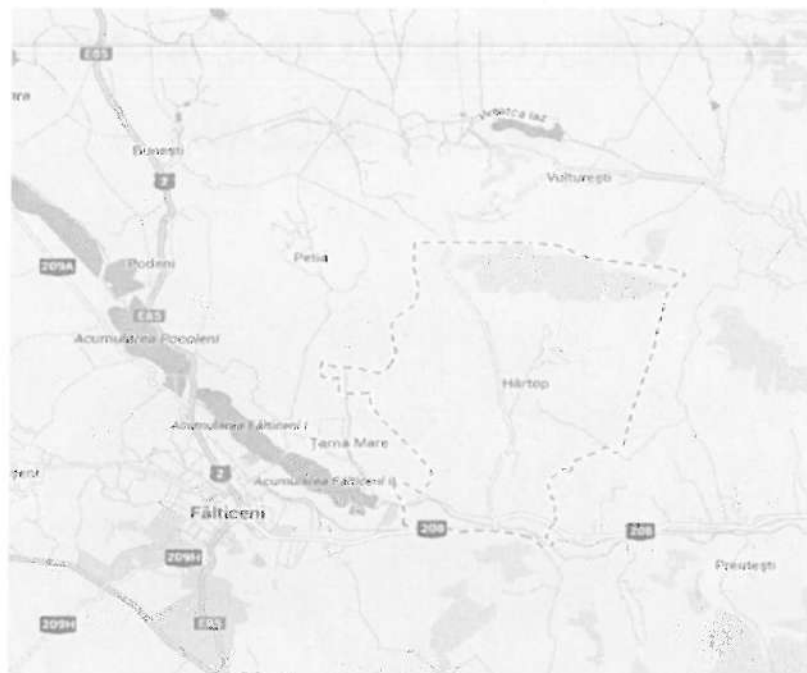 E85
are
Bunești
2
Vulturești
Petia
209A
Podeni
E85
Acumularea Pocoleni
Hârtop
Acumularea Fălticeni I
Țarna Mare
2
Acumularea Fălticeni II
Fălticeni
208
208
209H
Preutești
209H
E85